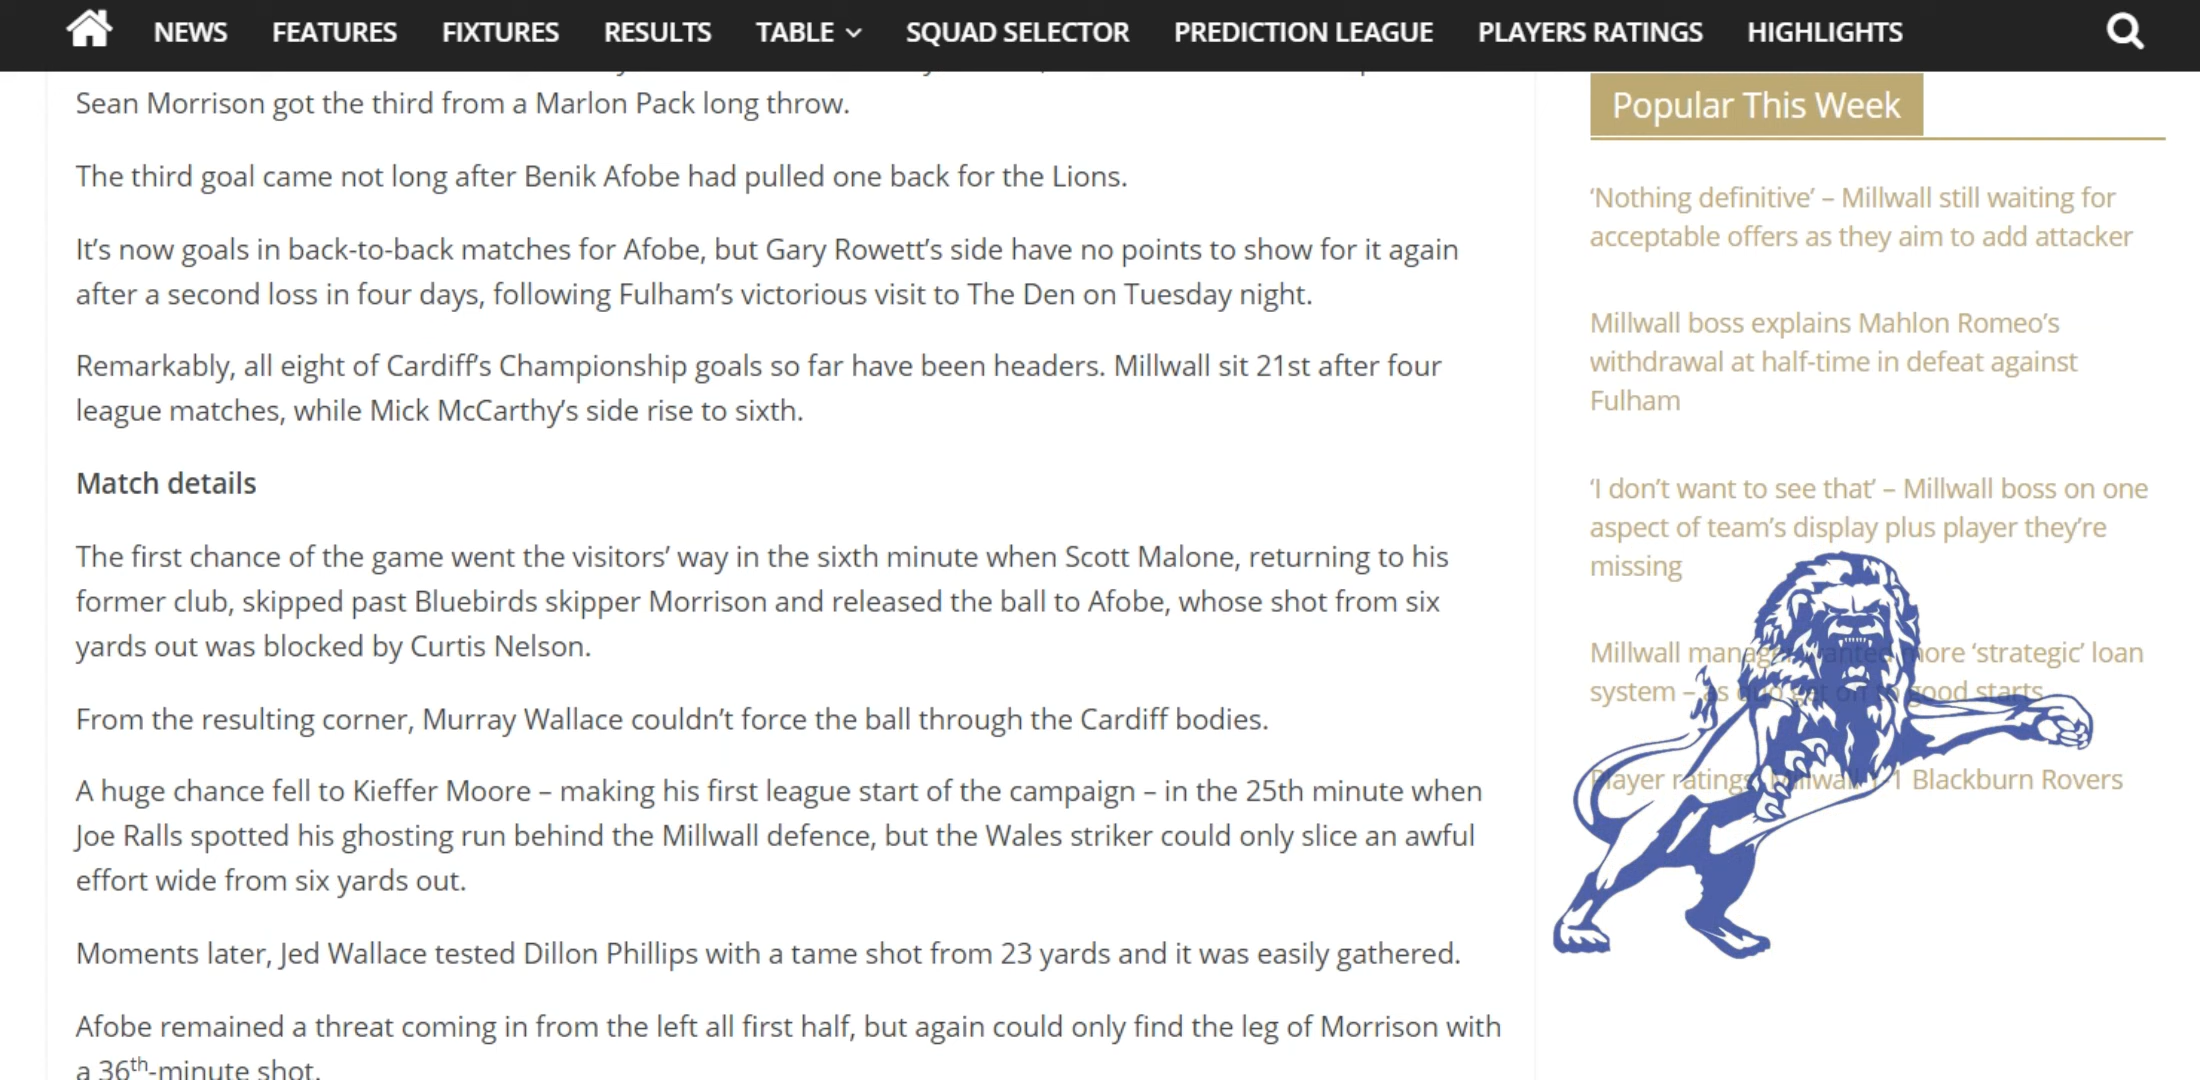 NEWS FEATURES FIXTURES RESULTS TABLE SQUAD SELECTOR PREDICTION LEAGUE PLAYERS RATINGS HIGHLIGHTS
Sean Morrison got the third from a Marlon Pack long throw.
The third goal came not long after Benik Afobe had pulled one back for the Lions.
It’s now goals in back-to-back matches for Afobe, but Gary Rowett’s side have no points to show for it again
after a second loss in four days, following Fulham’s victorious visit to The Den on Tuesday night.
Remarkably, all eight of Cardiff’s Championship goals so far have been headers. Millwall sit 21st after four
league matches, while Mick McCarthy’s side rise to sixth.
Match details
The first chance of the game went the visitors’ way in the sixth minute when Scott Malone, returning to his
former club, skipped past Bluebirds skipper Morrison and released the ball to Afobe, whose shot from six
yards out was blocked by Curtis Nelson.
From the resulting corner, Murray Wallace couldn’t force the ball through the Cardiff bodies.
A huge chance fell to Kieffer Moore – making his first league start of the campaign – in the 25th minute when
Joe Ralls spotted his ghosting run behind the Millwall defence, but the Wales striker could only slice an awful
effort wide from six yards out.
Moments later, Jed Wallace tested Dillon Phillips with a tame shot from 23 yards and it was easily gathered.
Afobe remained a threat coming in from the left all first half, but again could only find the leg of Morrison with
a 36th-minute shot.
Popular This Week
‘Nothing definitive’ – Millwall still waiting for
acceptable offers as they aim to add attacker
Millwall boss explains Mahlon Romeo’s
withdrawal at half-time in defeat against
Fulham
‘I don’t want to see that’ – Millwall boss on one
aspect of team’s display plus player they’re
missing
Millwall manager wanted more ‘strategic’ loan
system – as duo get off to good starts
Player ratings: Millwall 1 Blackburn Rovers